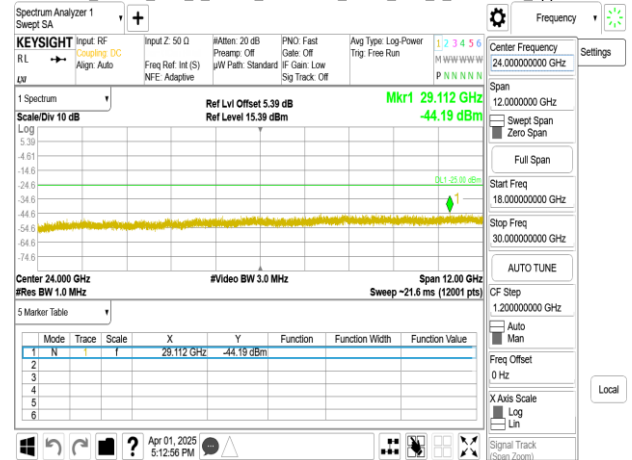 Spectrum Analyzer 1
Swept SA
Frequency
KEYSIGHT
RL
Input: RF
Coupling: DC
Align: Auto
Input Z: 50 Ω
Freq Ref: Int (S)
NFE: Adaptive
#Atten: 20 dB
Preamp: Off
µW Path: Standard
PNO: Fast
Gate: Off
IF Gain: Low
Sig Track: Off
Avg Type: Log-Power
Trig: Free Run
1 2 3 4 5 6
M W W W W W
P N N N N N
1 Spectrum
Scale/Div 10 dB
Log
Ref Lvl Offset 5.39 dB
Ref Level 15.39 dBm
Mkr1 29.112 GHz
-44.19 dBm
5.39
-4.61
-14.6
-24.6
-34.6
-44.6
-54.6
-64.6
-74.6
DL1 -25.00 dBm
1
Center 24.000 GHz
#Res BW 1.0 MHz
#Video BW 3.0 MHz
Span 12.00 GHz
Sweep ~21.6 ms (12001 pts)
5 Marker Table
Mode Trace Scale X Y Function Function Width Function Value
1 N 1 f 29.112 GHz -44.19 dBm
2
3
4
5
6
Apr 01, 2025
5:12:56 PM
Center Frequency
24.000000000 GHz
Span
12.0000000 GHz
Swept Span
Zero Span
Full Span
Start Freq
18.000000000 GHz
Stop Freq
30.000000000 GHz
AUTO TUNE
CF Step
1.200000000 GHz
Auto
Man
Freq Offset
0 Hz
X Axis Scale
Log
Lin
Signal Track
(Span Zoom)
Settings
Local